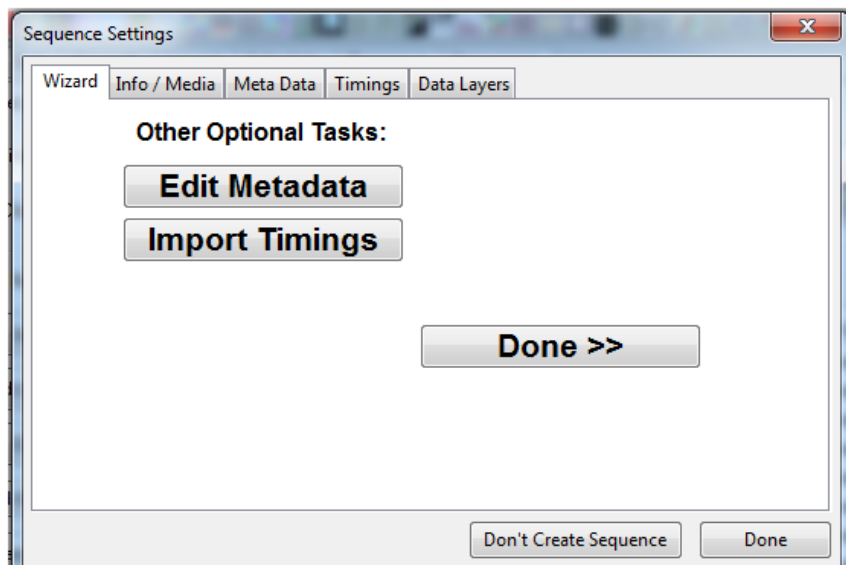 Sequence Settings
X
Wizard Info / Media Meta Data Timings Data Layers
Other Optional Tasks:
Edit Metadata
Import Timings
Done >>
Don't Create Sequence Done